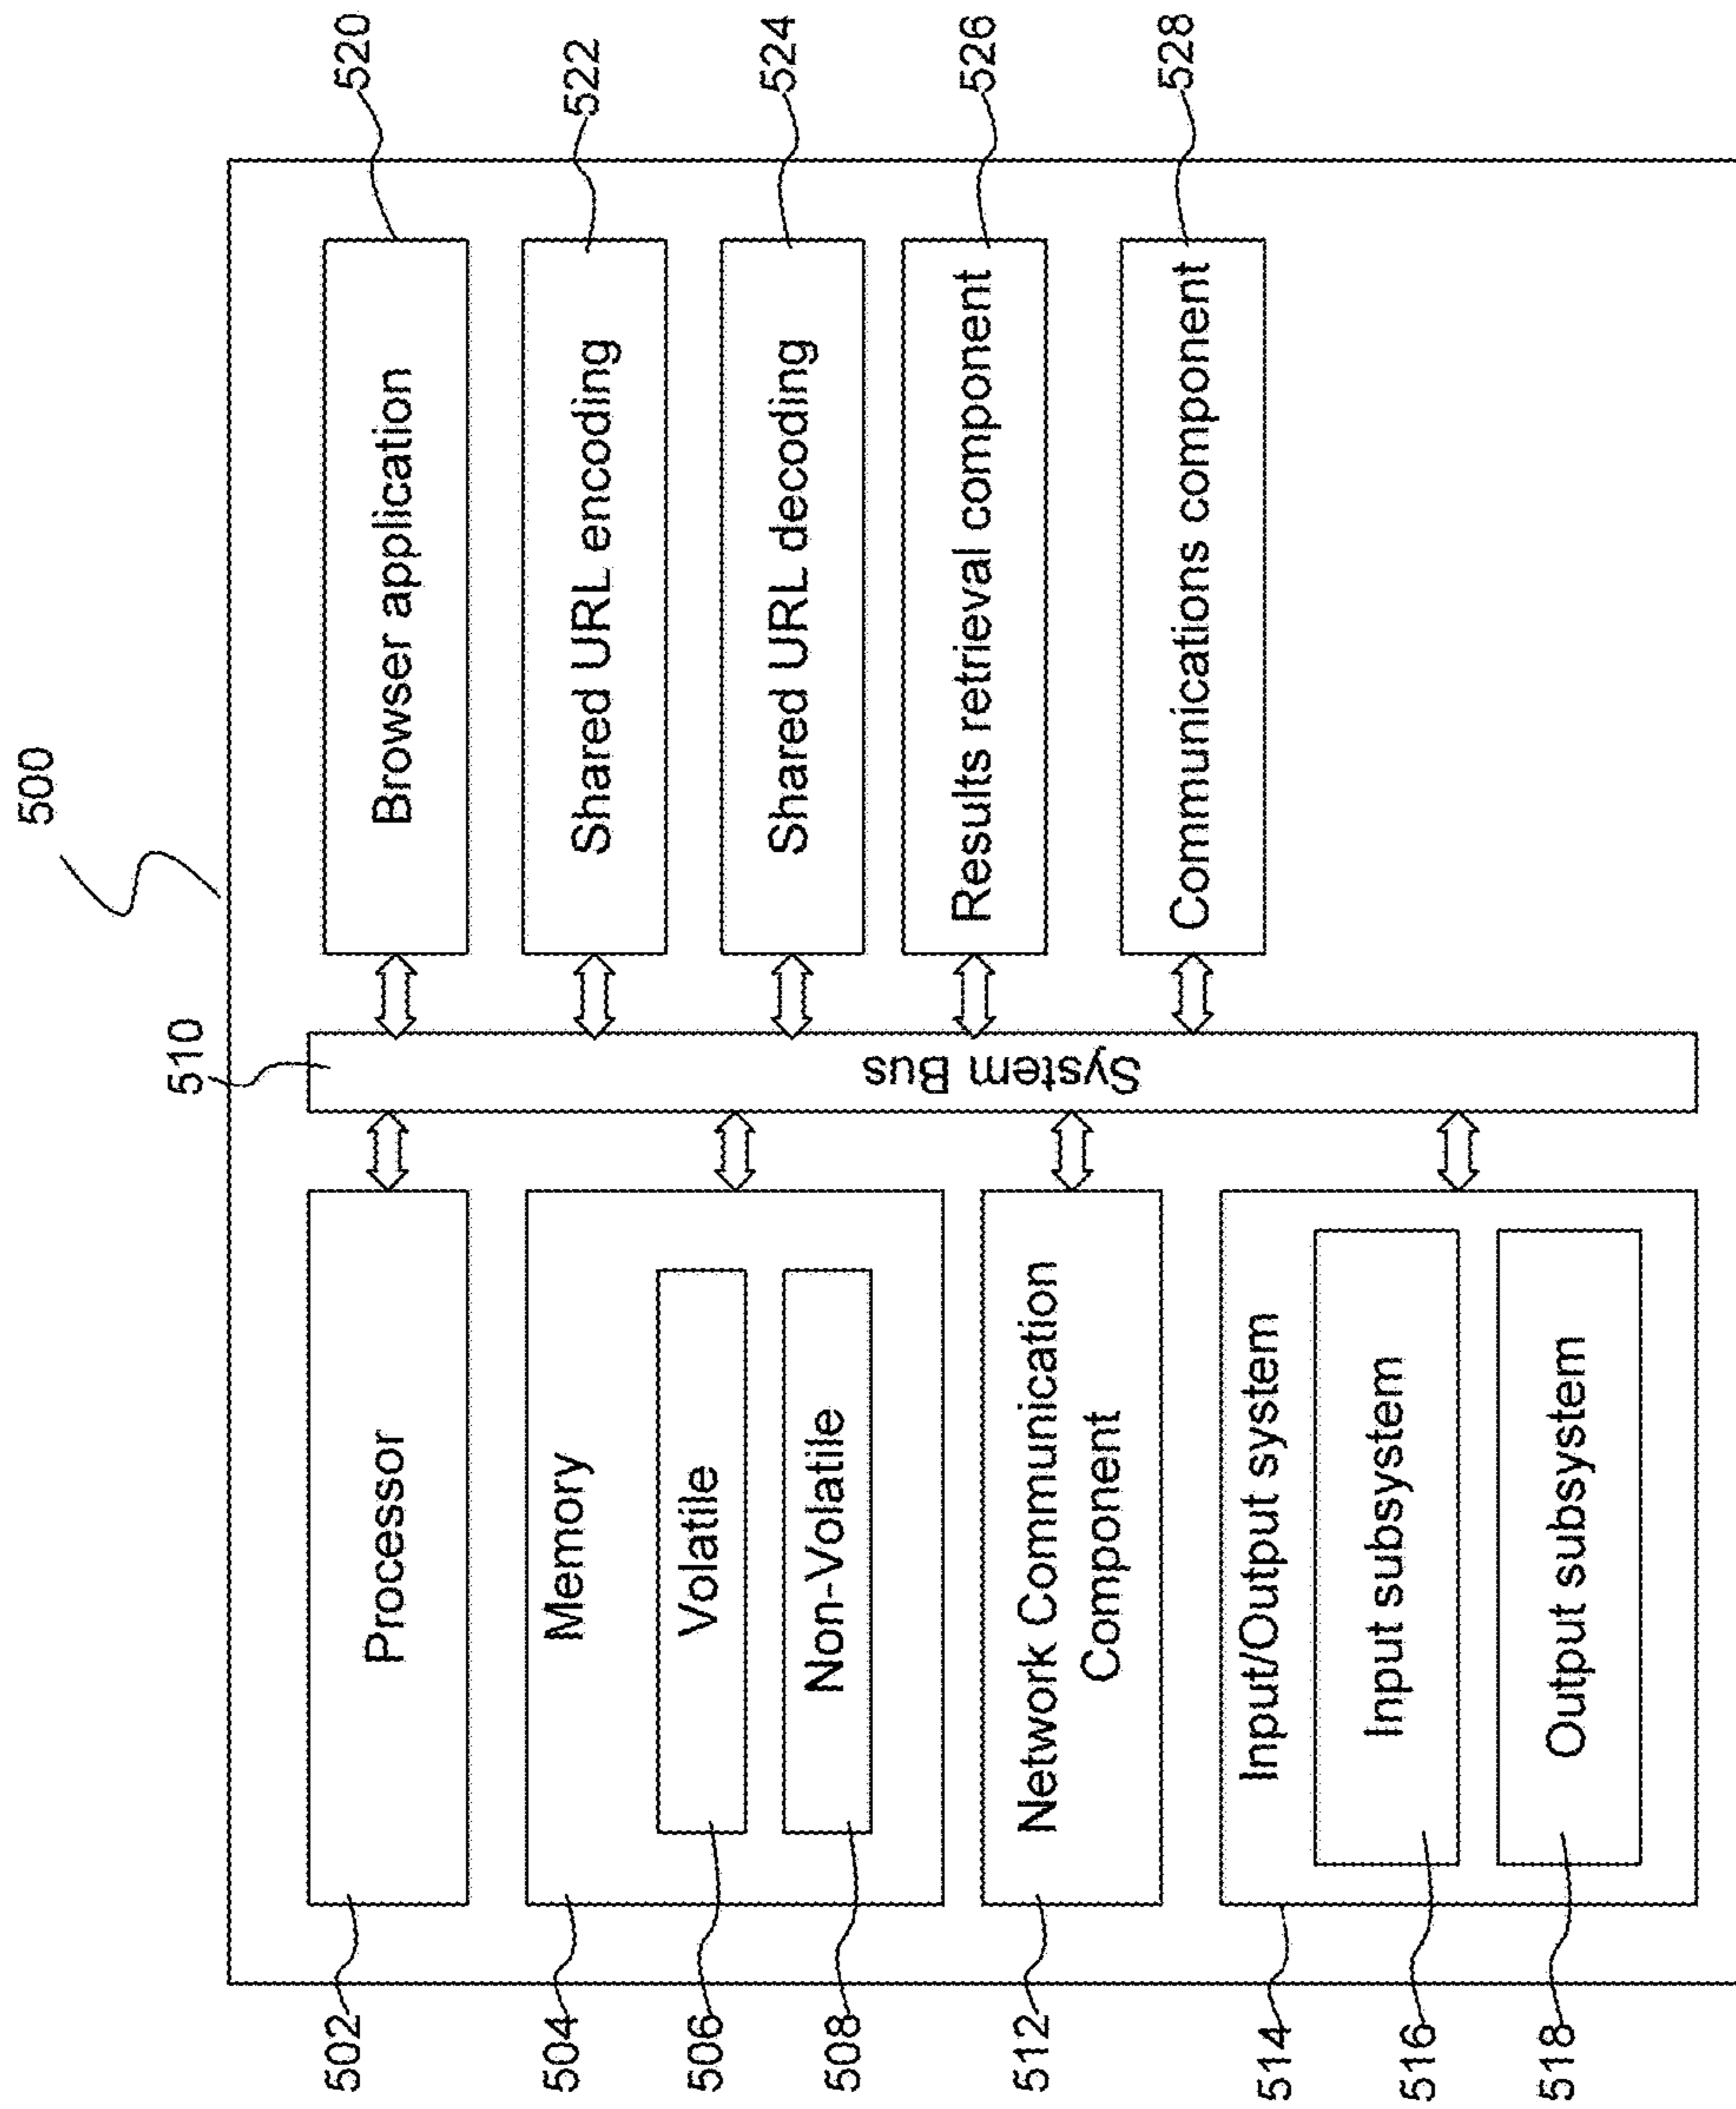 500
510
502
Processor
504
Memory
506
Volatile
508
Non-Volatile
512
Network Communication
Component
514
Input/Output system
516
Input subsystem
518
Output subsystem
System Bus
520
Browser application
522
Shared URL encoding
524
Shared URL decoding
526
Results retrieval component
528
Communications component